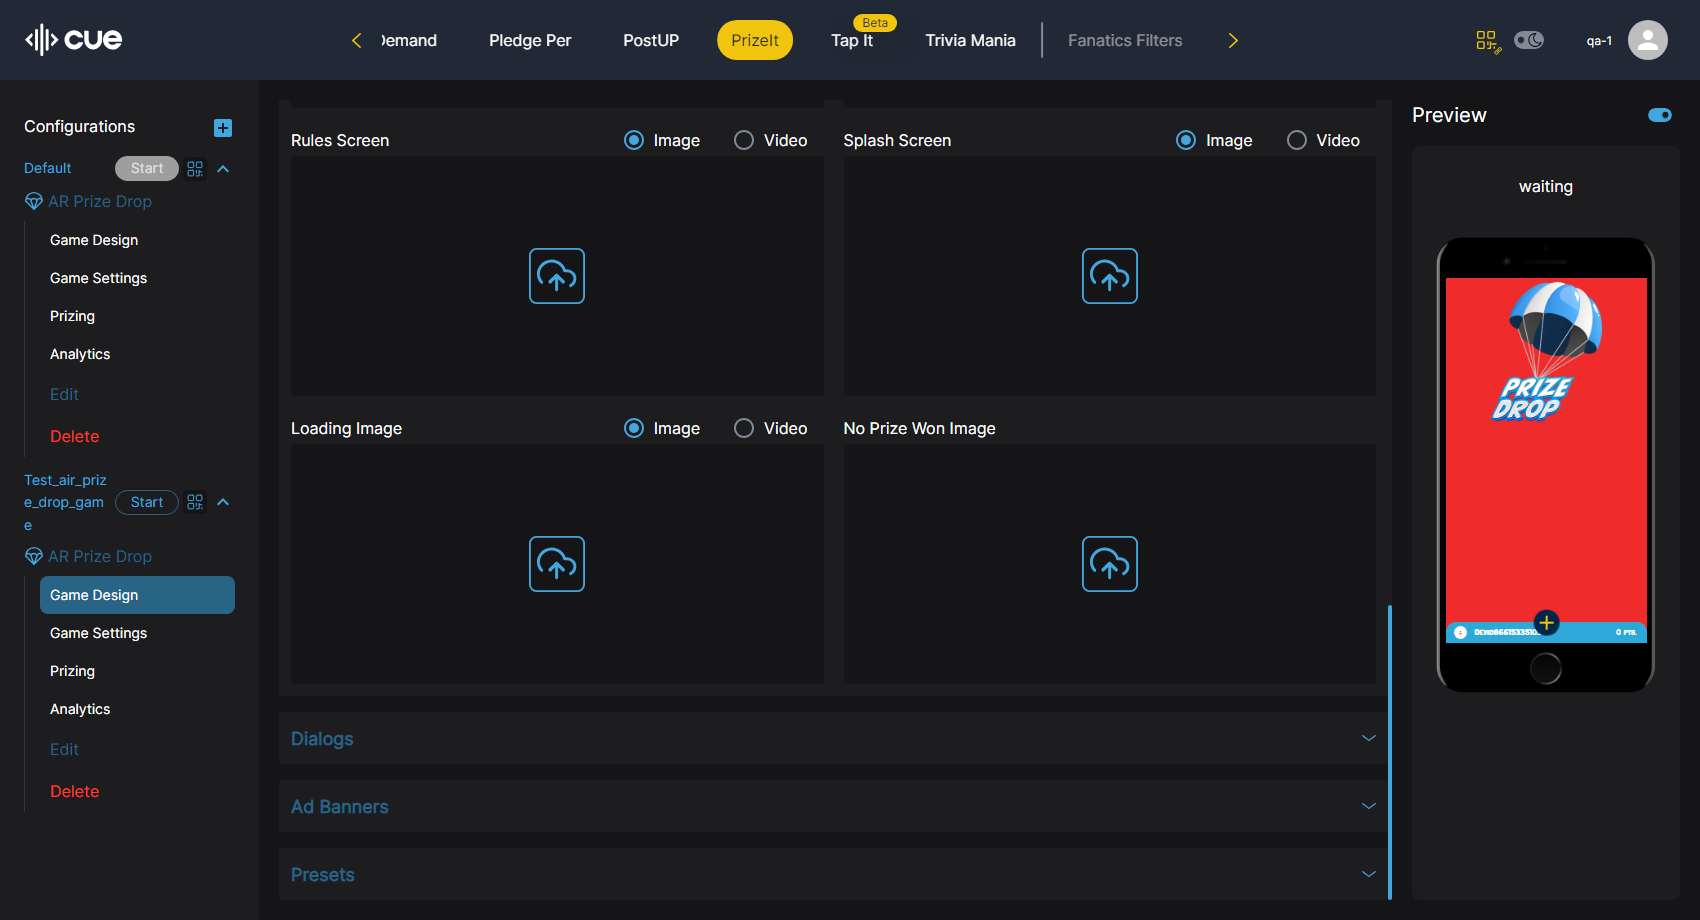 cue
Demand
Pledge Per
PostUP
PrizeIt
Beta
Tap It
Trivia Mania
Fanatics Filters
qa-1
Configurations
Default
Start
AR Prize Drop
Game Design
Game Settings
Prizing
Analytics
Edit
Delete
Test_air_priz
e_drop_gam
e
Start
AR Prize Drop
Game Design
Game Settings
Prizing
Analytics
Edit
Delete
Rules Screen
Image
Video
Splash Screen
Image
Video
Loading Image
Image
Video
No Prize Won Image
Dialogs
Ad Banners
Presets
Preview
waiting
PRIZE
DROP
0 PTS.